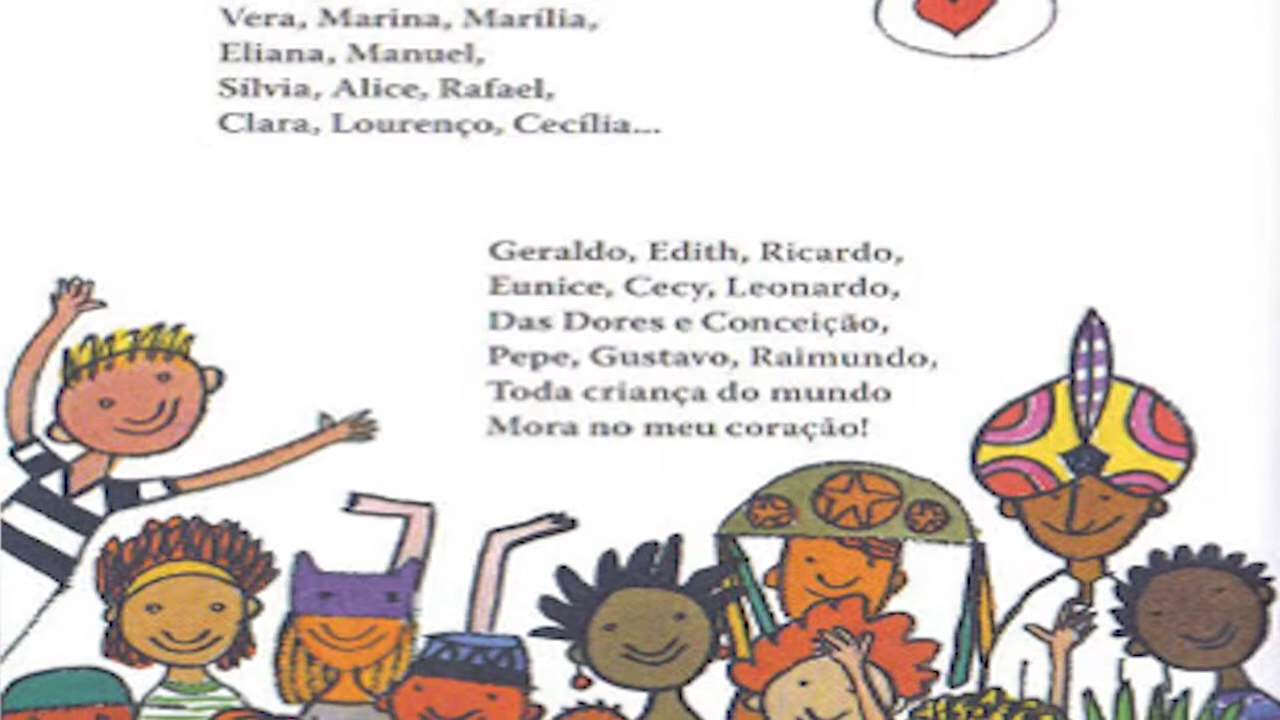 Vera, Marina, Marília,
Eliana, Manuel,
Sílvia, Alice, Rafael,
Clara, Lourenço, Cecília...
Geraldo, Edith, Ricardo,
Eunice, Cecy, Leonardo,
Das Dores e Conceição,
Pepe, Gustavo, Raimundo,
Toda criança do mundo
Mora no meu coração!